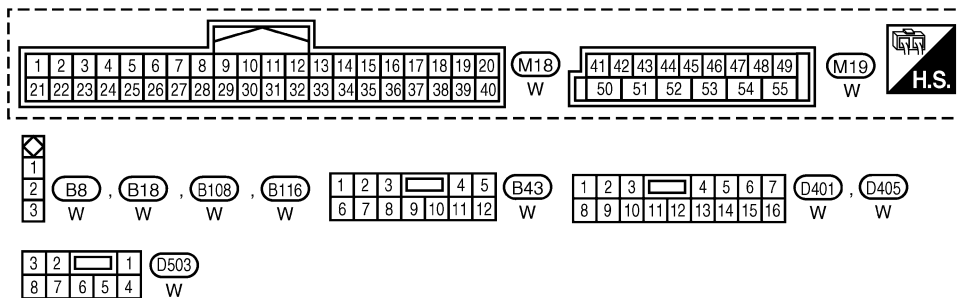 1 2 3 4 5 6 7 8 9 10 11 12 13 14 15 16 17 18 19 20 M18 41 42 43 44 45 46 47 48 49 M19
21 22 23 24 25 26 27 28 29 30 31 32 33 34 35 36 37 38 39 40 W 50 51 52 53 54 55 W H.S.
1
2 B8 , B18 , B108 , B116 1 2 3 4 5 B43 1 2 3 4 5 6 7 D401 , D405
3 W W W W 6 7 8 9 10 11 12 W 8 9 10 11 12 13 14 15 16 W W
3 2 1 D503
8 7 6 5 4 W